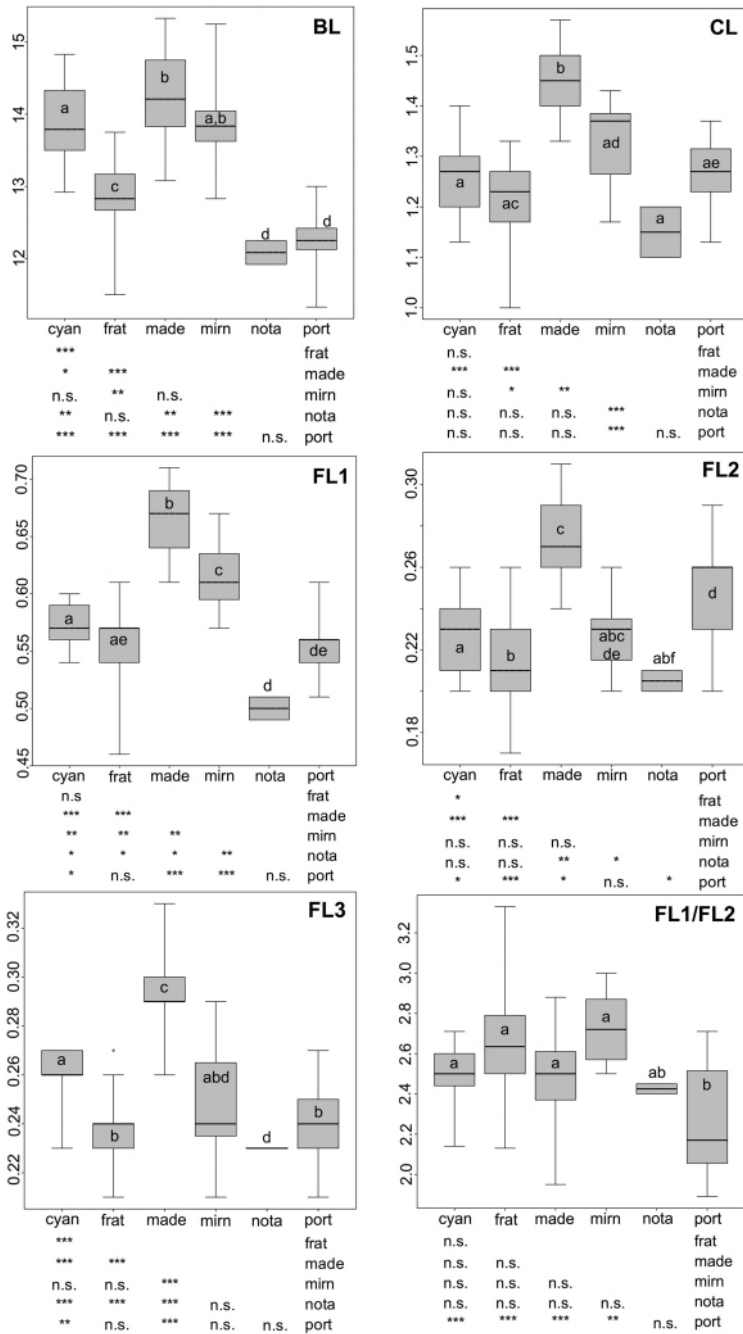 BL
15
14
13
12
a
c
b
a,b
d
d
cyan frat made mirn nota port
*** frat
* *** made
n.s. ** n.s. mirn
** n.s. ** *** nota
*** *** *** *** n.s. port
CL
1.5
1.4
1.3
1.2
1.1
1.0
a
ac
b
ad
a
ae
cyan frat made mirn nota port
n.s. frat
*** *** made
n.s. * ** mirn
n.s. n.s. n.s. *** nota
n.s. n.s. n.s. *** n.s. port
FL1
0.70
0.65
0.60
0.55
0.50
0.45
a
ae
b
c
d
de
cyan frat made mirn nota port
n.s frat
*** *** made
** ** ** mirn
* * * ** nota
* n.s. *** *** n.s. port
FL2
0.30
0.26
0.22
0.18
a
b
c
abc
de
abf
d
cyan frat made mirn nota port
* frat
*** *** made
n.s. n.s. n.s. mirn
n.s. n.s. ** * nota
* *** * n.s. * port
FL3
0.32
0.30
0.28
0.26
0.24
0.22
a
b
c
abd
d
b
cyan frat made mirn nota port
*** frat
*** *** made
n.s. n.s. *** mirn
*** *** *** n.s. nota
** n.s. *** n.s. n.s. port
FL1/FL2
3.2
3.0
2.8
2.6
2.4
2.2
2.0
a
a
a
a
ab
b
cyan frat made mirn nota port
n.s. frat
n.s. n.s. made
n.s. n.s. n.s. mirn
n.s. n.s. n.s. n.s. nota
*** *** *** ** n.s. port